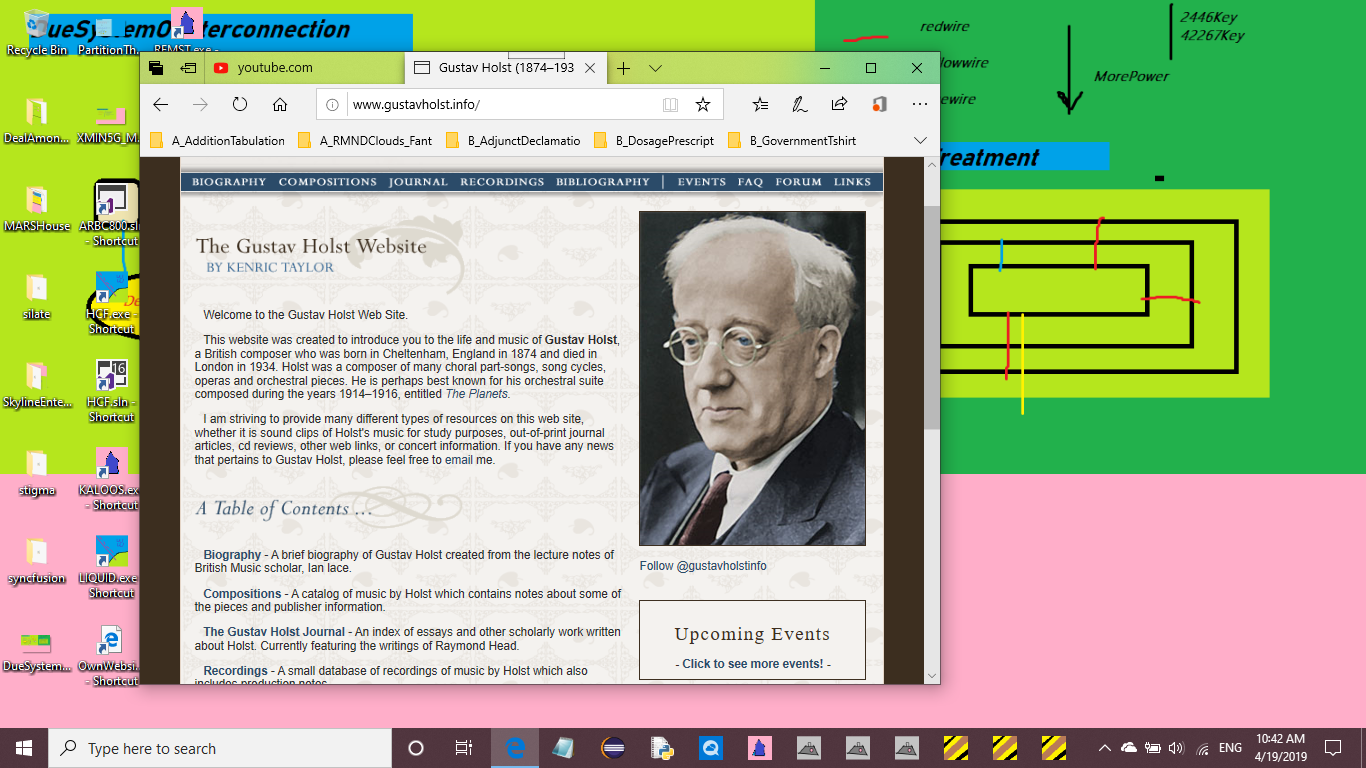 ueSystemO
terconnection
Recycle Bin
PartitionTh...
REMST.exe -
DealAmon...
XMIN5G_M...
MARSHouse
ARBC800.sl
- Shortcut
silate
HCF.exe -
Shortcut
SkylineEnte...
HCF.sln -
Shortcut
stigma
KALOOS.ex
- Shortcut
syncfusion
LIQUID.exe
Shortcut
DueSystem...
OwnWebsi...
- Shortcut
De
16
redwire
lowwire
ewire
2446Key
42267Key
MorePower
reatment
youtube.com
Gustav Holst (1874–193
www.gustavholst.info/
A_AdditionTabulation
A_RMNDClouds_Fant
B_AdjunctDeclamatio
B_DosagePrescript
B_GovernmentTshirt
BIOGRAPHY COMPOSITIONS JOURNAL RECORDINGS BIBLIOGRAPHY | EVENTS FAQ FORUM LINKS
The Gustav Holst Website
BY KENRIC TAYLOR
Welcome to the Gustav Holst Web Site.
This website was created to introduce you to the life and music of Gustav Holst,
a British composer who was born in Cheltenham, England in 1874 and died in
London in 1934. Holst was a composer of many choral part-songs, song cycles,
operas and orchestral pieces. He is perhaps best known for his orchestral suite
composed during the years 1914–1916, entitled The Planets.
I am striving to provide many different types of resources on this web site,
whether it is sound clips of Holst's music for study purposes, out-of-print journal
articles, cd reviews, other web links, or concert information. If you have any news
that pertains to Gustav Holst, please feel free to email me.
A Table of Contents ...
Biography - A brief biography of Gustav Holst created from the lecture notes of
British Music scholar, Ian lace.
Compositions - A catalog of music by Holst which contains notes about some of
the pieces and publisher information.
The Gustav Holst Journal - An index of essays and other scholarly work written
about Holst. Currently featuring the writings of Raymond Head.
Recordings - A small database of recordings of music by Holst which also
includes production notes.
Follow @gustavholstinfo
Upcoming Events
- Click to see more events! -
Type here to search
ENG
10:42 AM
4/19/2019